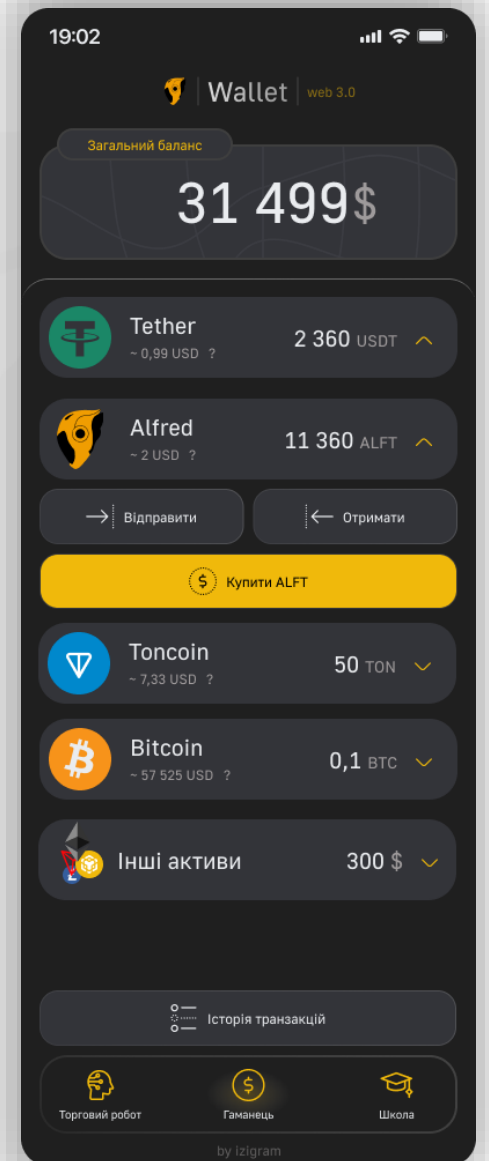 19:02
Wallet web 3.0
Загальний баланс
31 499$
Tether
2 360 USDT
~ 0,99 USD ?
Alfred
11 360 ALFT
~ 2 USD ?
Відправити
Отримати
$ Купити ALFT
Toncoin
50 TON
~ 7,33 USD ?
Bitcoin
0,1 BTC
~ 57 525 USD ?
Інші активи
300 $
Історія транзакцій
Торговий робот
Гаманець
Школа
by izigram